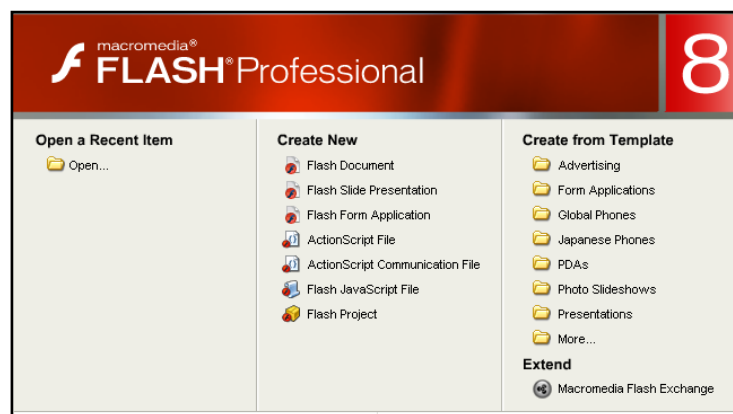 macromedia®
FLASH® Professional 8
Open a Recent Item
Open...
Create New
Flash Document
Flash Slide Presentation
Flash Form Application
ActionScript File
ActionScript Communication File
Flash JavaScript File
Flash Project
Create from Template
Advertising
Form Applications
Global Phones
Japanese Phones
PDAs
Photo Slideshows
Presentations
More...
Extend
Macromedia Flash Exchange